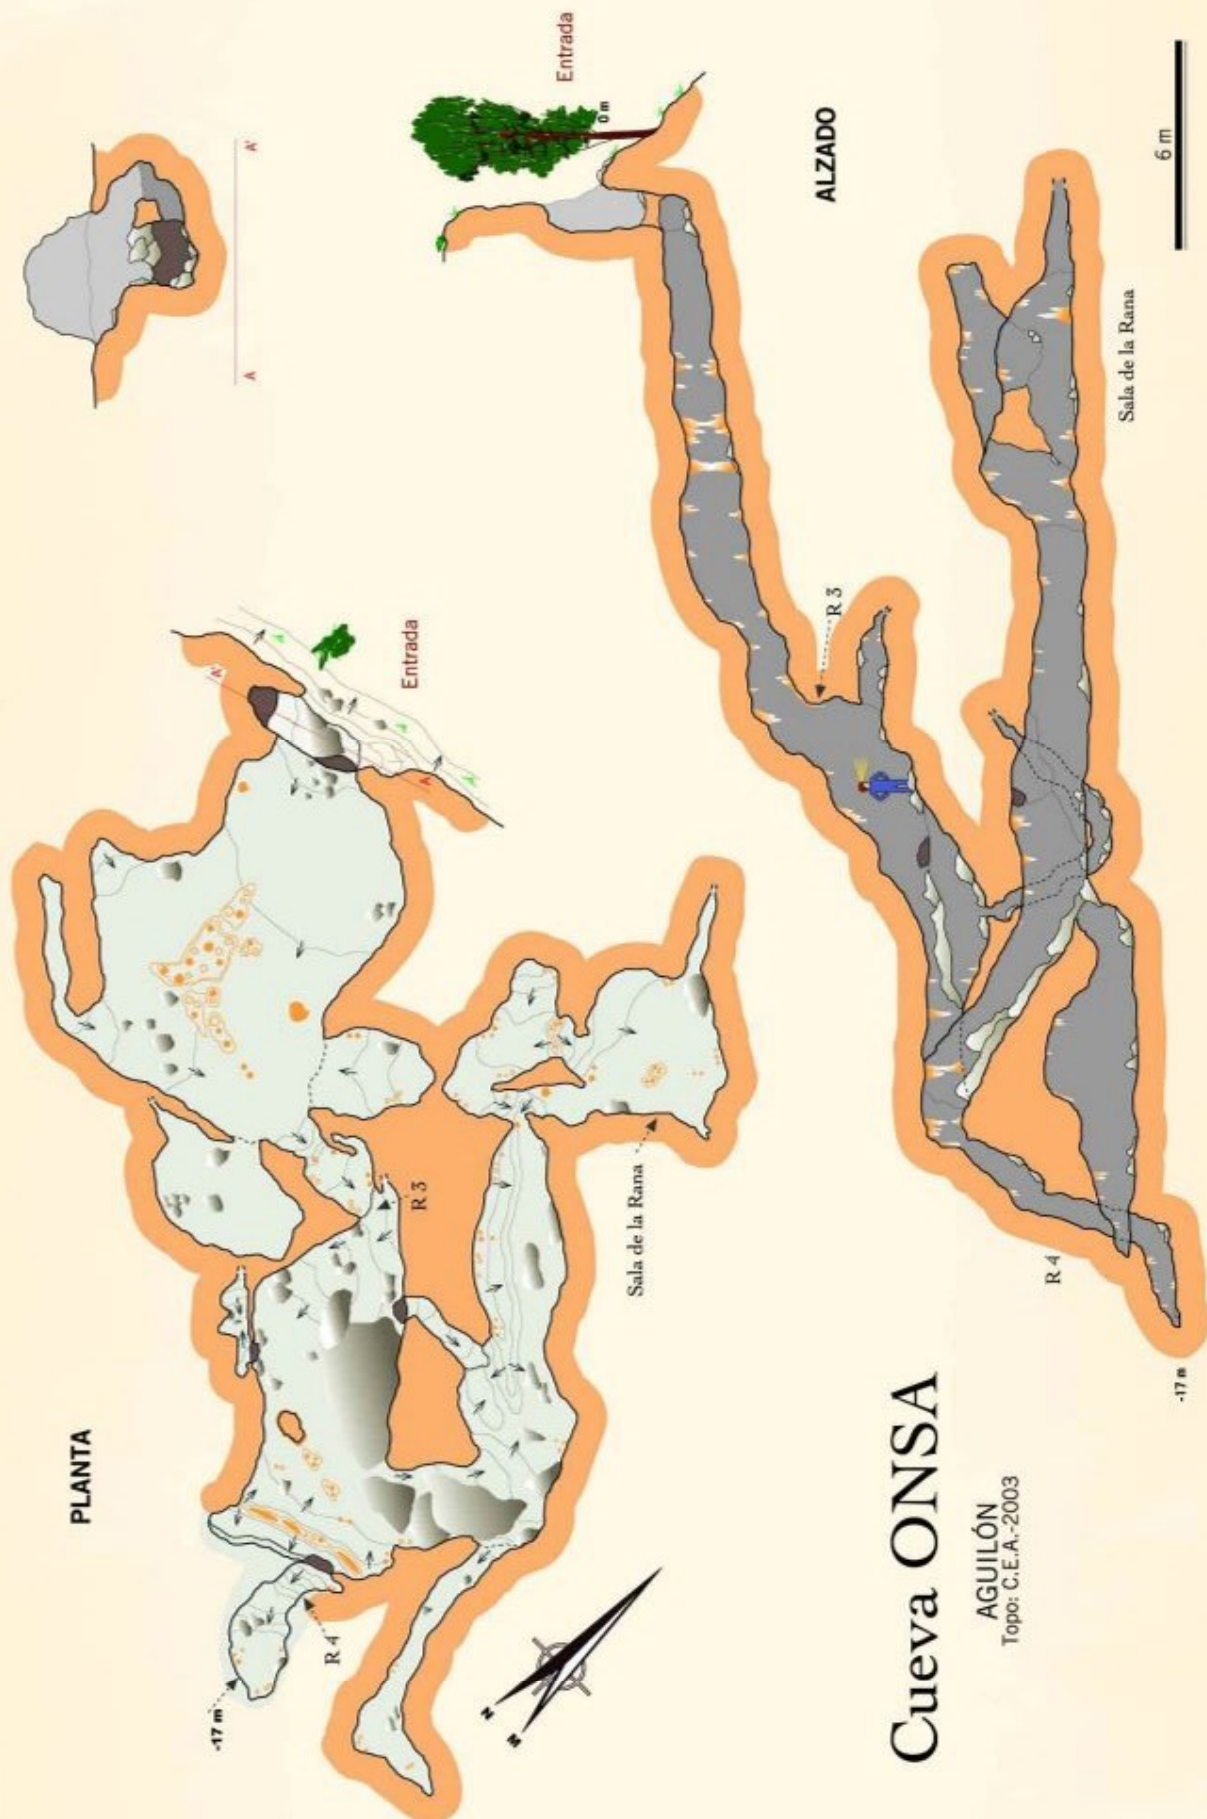 PLANTA
A
A'
Entrada
A'
A
R 3
R 4
-17 m
Sala de la Rana
N
M
Cueva ONSA
AGUILÓN
Topo: C.E.A.-2003
ALZADO
Entrada
0 m
R 3
R 4
-17 m
Sala de la Rana
6 m